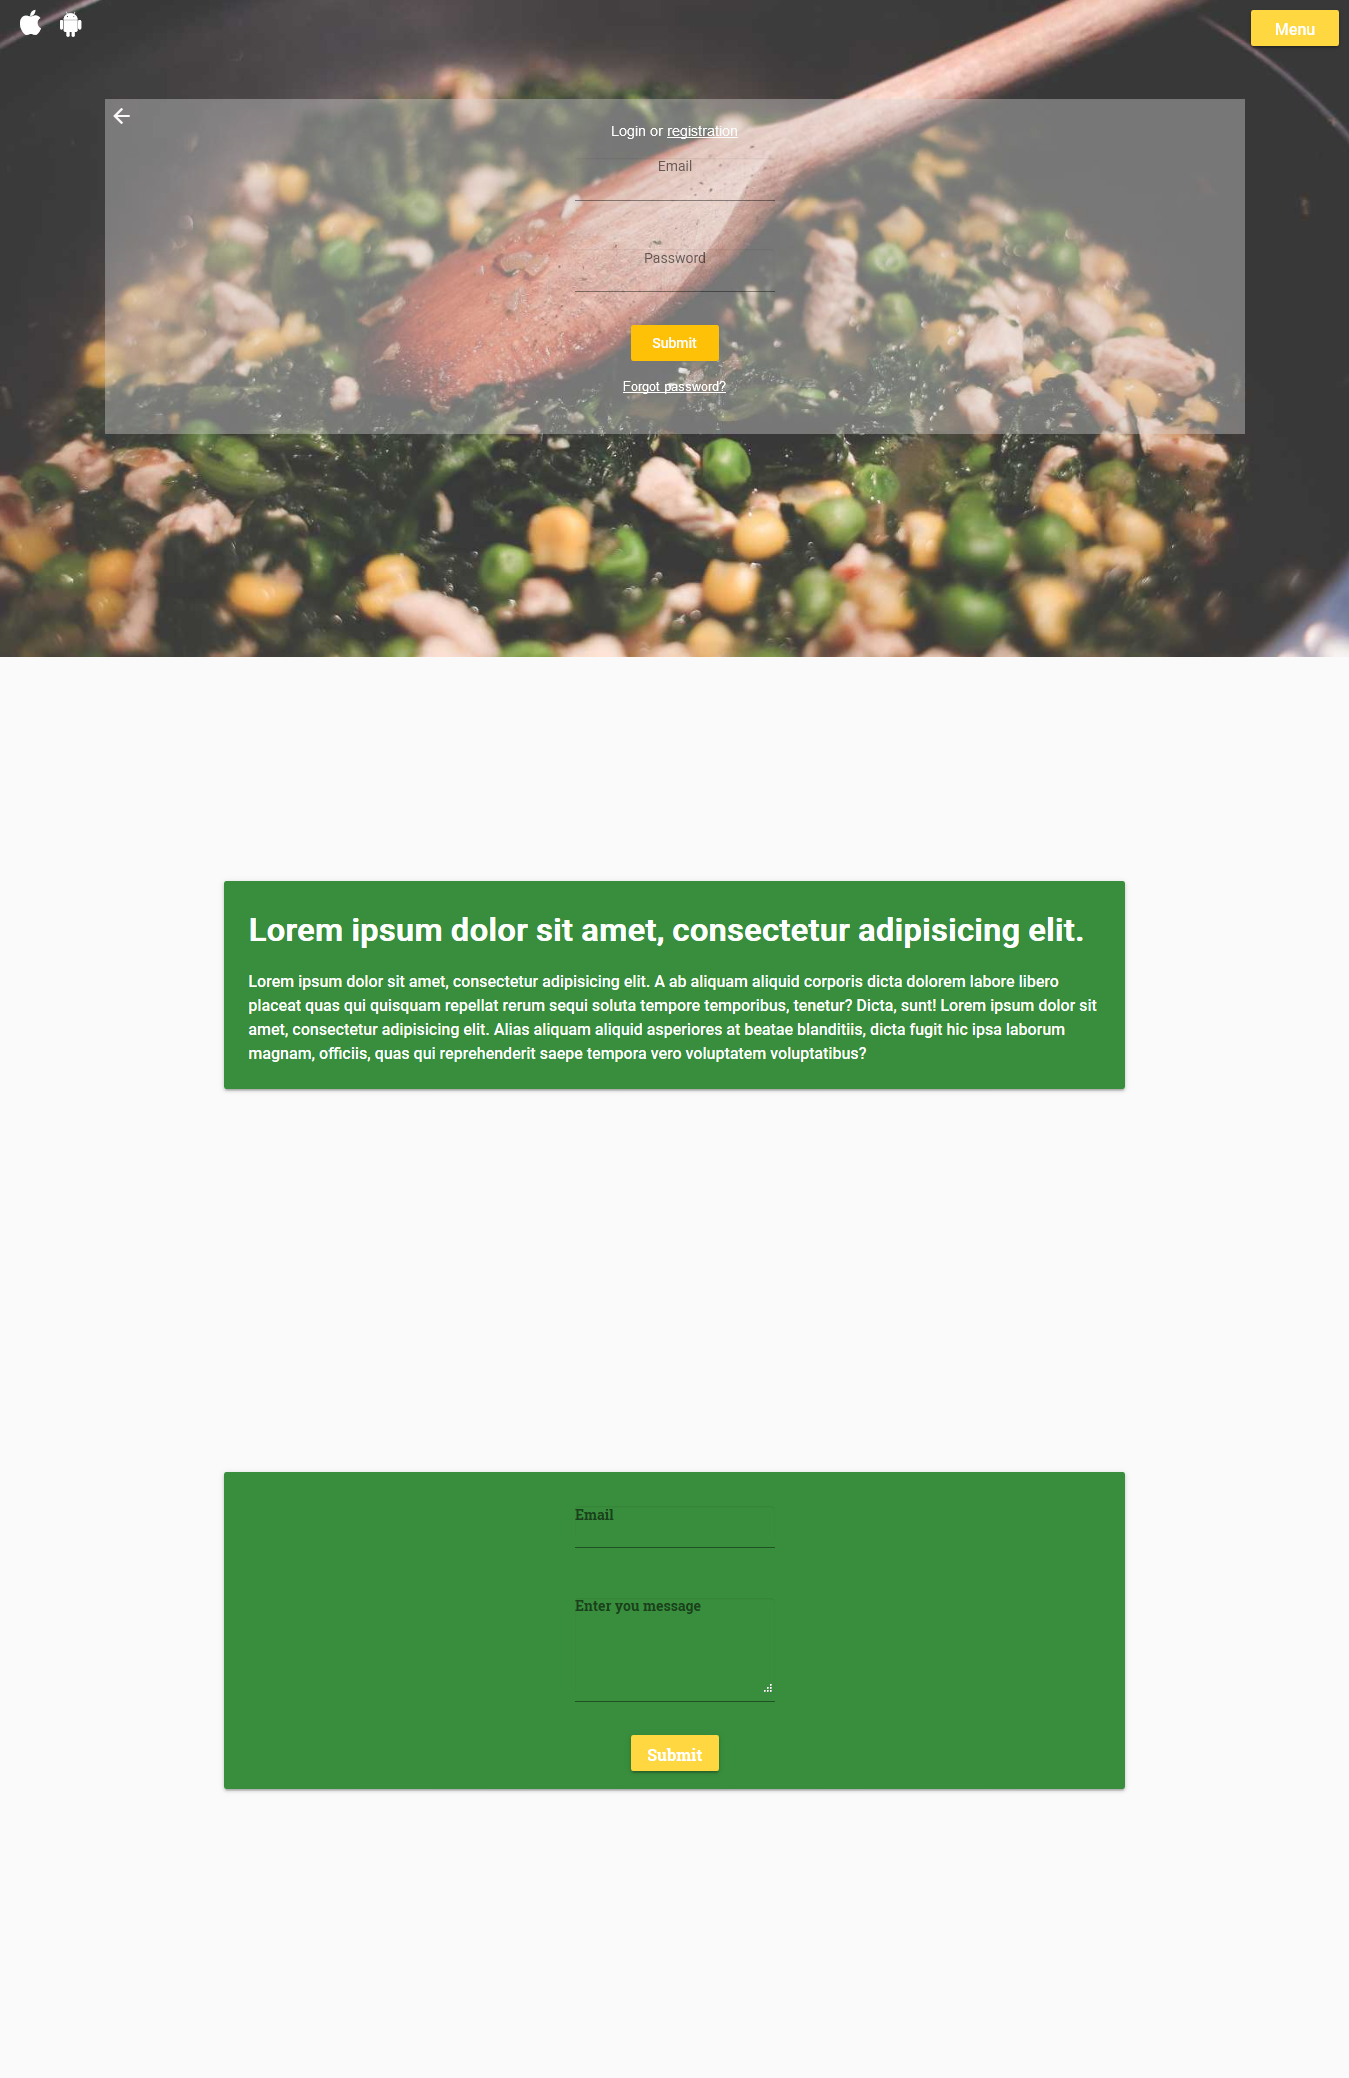 Menu
Login or registration
Email
Password
Submit
Forgot password?
Lorem ipsum dolor sit amet, consectetur adipisicing elit.
Lorem ipsum dolor sit amet, consectetur adipisicing elit. A ab aliquam aliquid corporis dicta dolorem labore libero
placeat quas qui quisquam repellat rerum sequi soluta tempore temporibus, tenetur? Dicta, sunt! Lorem ipsum dolor sit
amet, consectetur adipisicing elit. Alias aliquam aliquid asperiores at beatae blanditiis, dicta fugit hic ipsa laborum
magnam, officiis, quas qui reprehenderit saepe tempora vero voluptatem voluptatibus?
Email
Enter you message
Submit